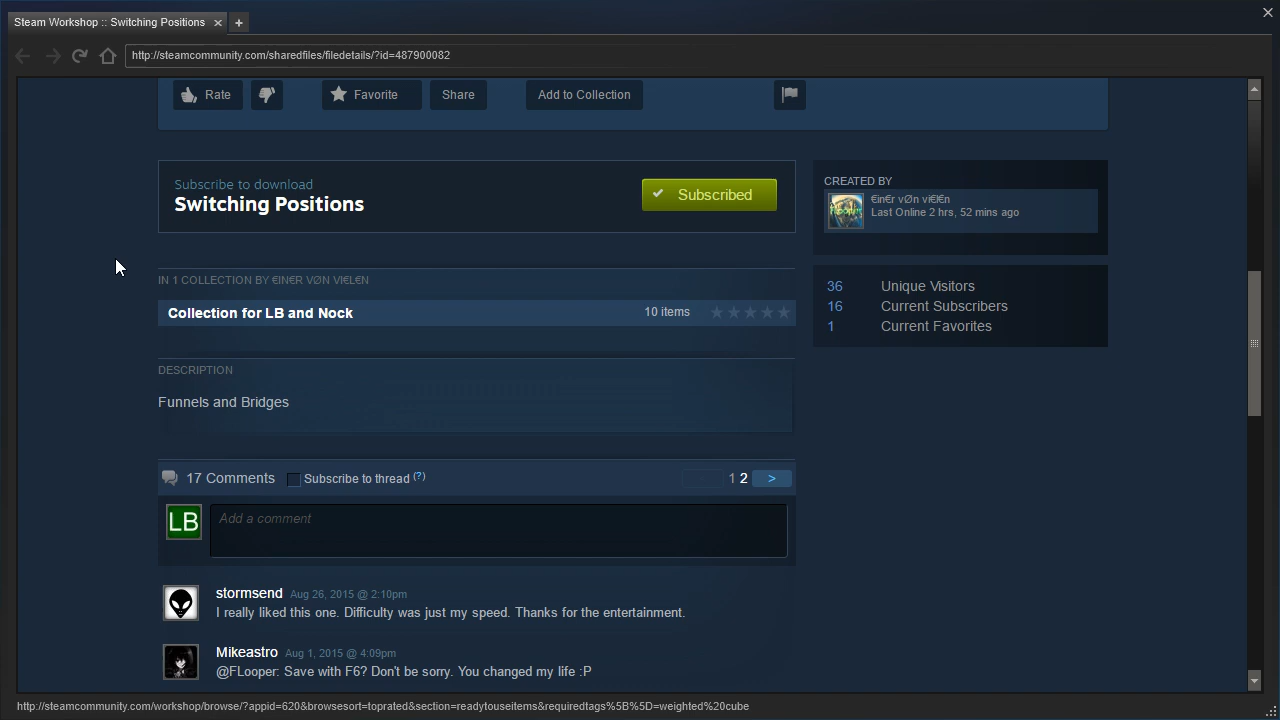 Steam Workshop :: Switching Positions
http://steamcommunity.com/sharedfiles/filedetails/?id=487900082
Rate
Favorite
Share
Add to Collection
Subscribe to download
Switching Positions
Subscribed
CREATED BY
€in€r vØn vi€l€n
Last Online 2 hrs, 52 mins ago
IN 1 COLLECTION BY €IN€R VØN VI€L€N
Collection for LB and Nock
10 items
36 Unique Visitors
16 Current Subscribers
1 Current Favorites
DESCRIPTION
Funnels and Bridges
17 Comments
Subscribe to thread (?)
1 2 >
LB
Add a comment
stormsend Aug 26, 2015 @ 2:10pm
I really liked this one. Difficulty was just my speed. Thanks for the entertainment.
Mikeastro Aug 1, 2015 @ 4:09pm
@FLooper: Save with F6? Don't be sorry. You changed my life :P
http://steamcommunity.com/workshop/browse/?appid=620&browsesort=toprated&section=readytouseitems&requiredtags%5B%5D=weighted%20cube